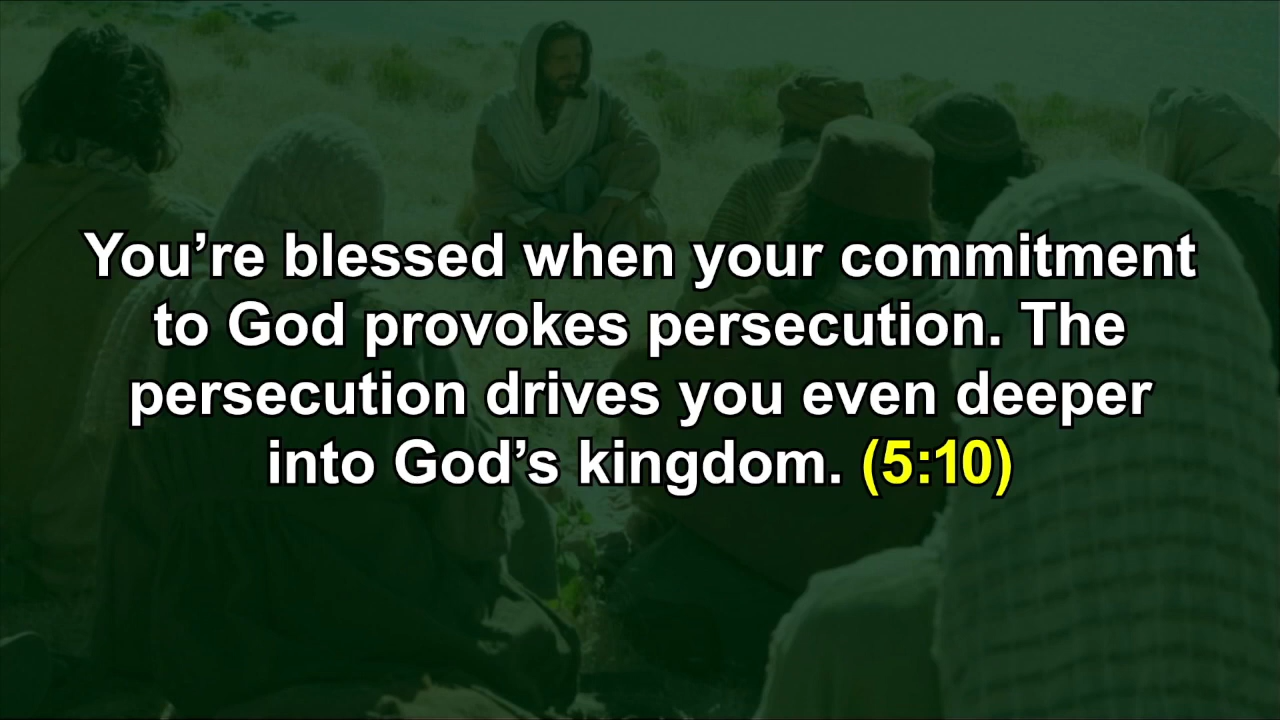 You’re blessed when your commitment
to God provokes persecution. The
persecution drives you even deeper
into God’s kingdom. (5:10)